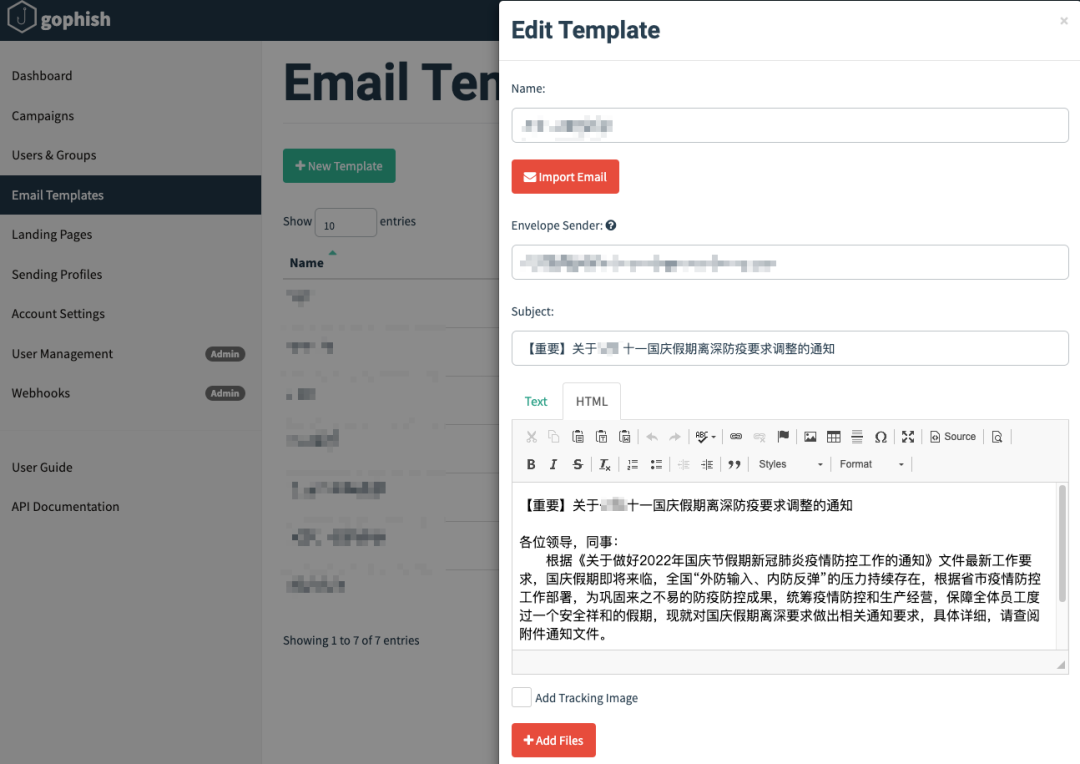 gophish
Dashboard
Campaigns
Users & Groups
Email Templates
Landing Pages
Sending Profiles
Account Settings
User Management Admin
Webhooks Admin
User Guide
API Documentation
Email Ten
New Template
Show 10 entries
Name
Showing 1 to 7 of 7 entries
Edit Template
×
Name:
Import Email
Envelope Sender:
Subject:
【重要】关于 十一国庆假期离深防疫要求调整的通知
Text HTML
Source
Styles Format
【重要】关于 十一国庆假期离深防疫要求调整的通知
各位领导，同事：
根据《关于做好2022年国庆节假期新冠肺炎疫情防控工作的通知》文件最新工作要
求，国庆假期即将来临，全国“外防输入、内防反弹”的压力持续存在，根据省市疫情防控
工作部署，为巩固来之不易的防疫防控成果，统筹疫情防控和生产经营，保障全体员工度
过一个安全祥和的假期，现就对国庆假期离深要求做出相关通知要求，具体详细，请查阅
附件通知文件。
Add Tracking Image
Add Files